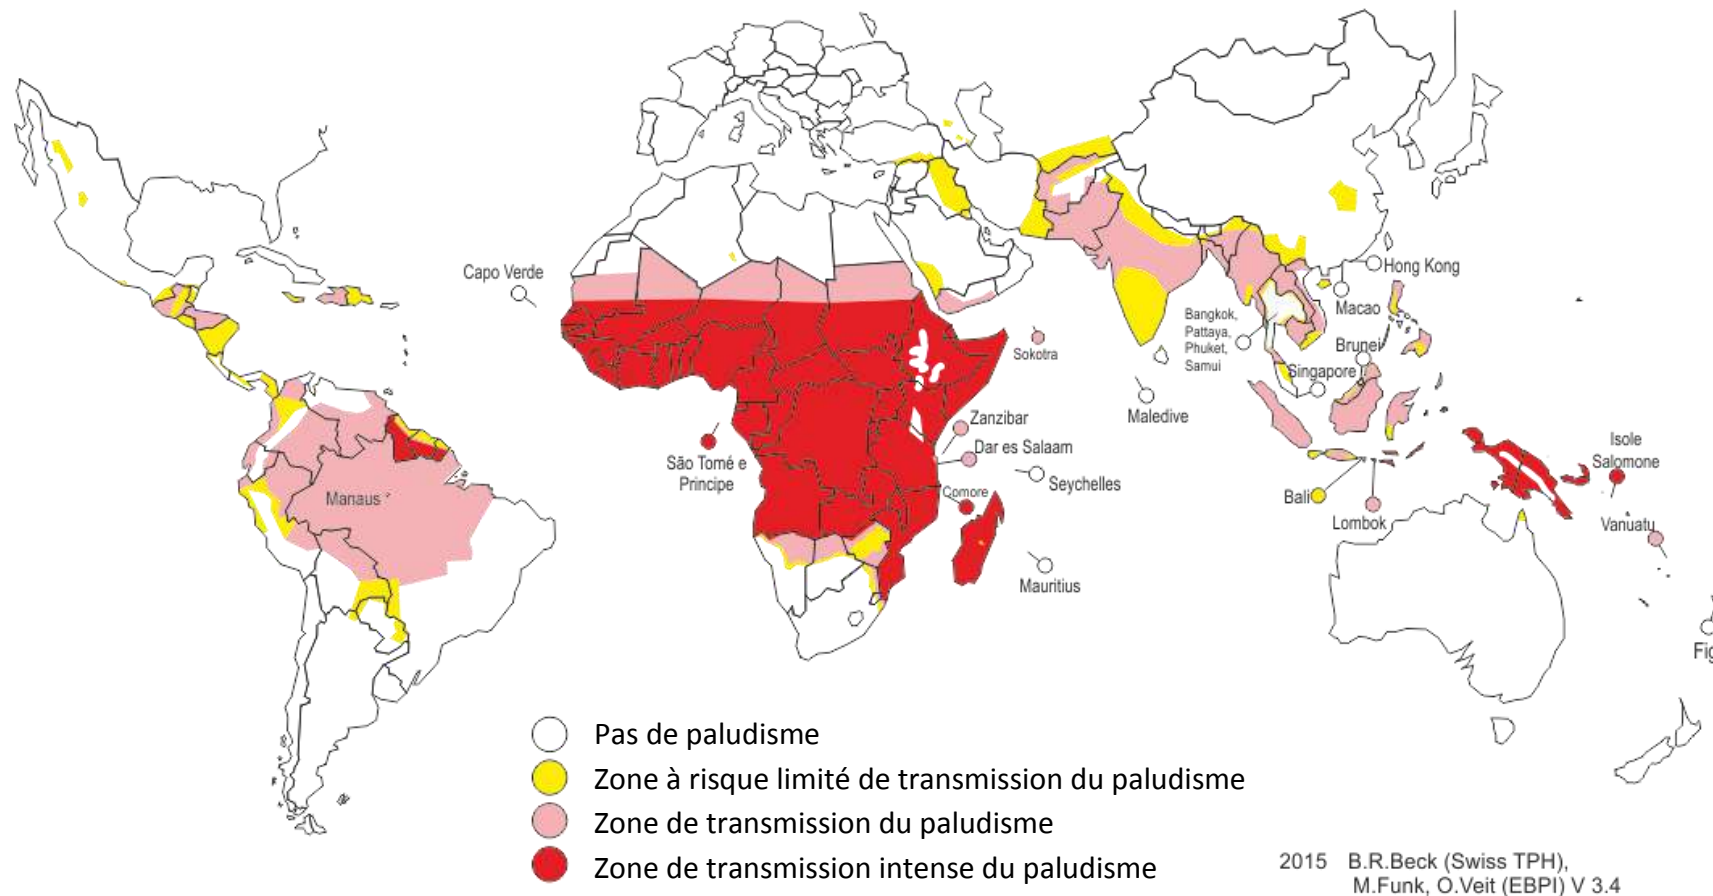 Capo Verde
Hong Kong
Macao
Bangkok,
Pattaya,
Phuket,
Samui
Brunei
Singapore
Sokotra
Maledive
Zanzibar
Dar es Salaam
Seychelles
São Tomé e
Principe
Comore
Manaus
Mauritius
Bali
Lombok
Isole
Salomone
Vanuatu
Fig
Pas de paludisme
Zone à risque limité de transmission du paludisme
Zone de transmission du paludisme
Zone de transmission intense du paludisme
2015 B.R.Beck (Swiss TPH),
M.Funk, O.Veit (EBPI) V 3.4